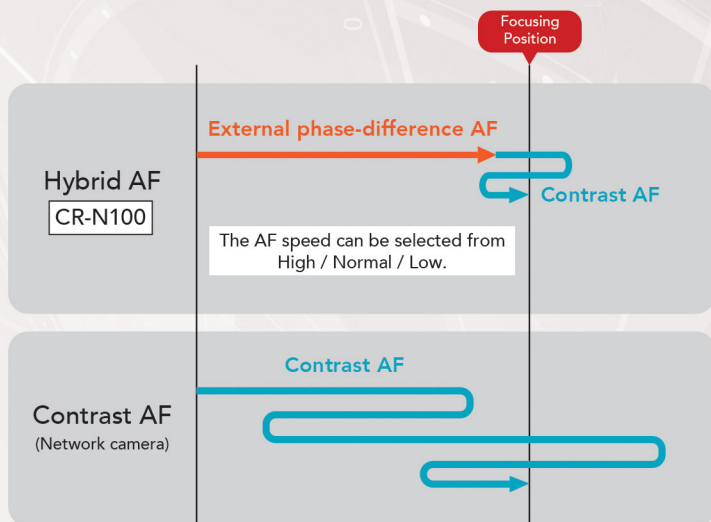 Focusing
Position
External phase-difference AF
Hybrid AF
CR-N100
Contrast AF
The AF speed can be selected from
High / Normal / Low.
Contrast AF
Contrast AF
(Network camera)